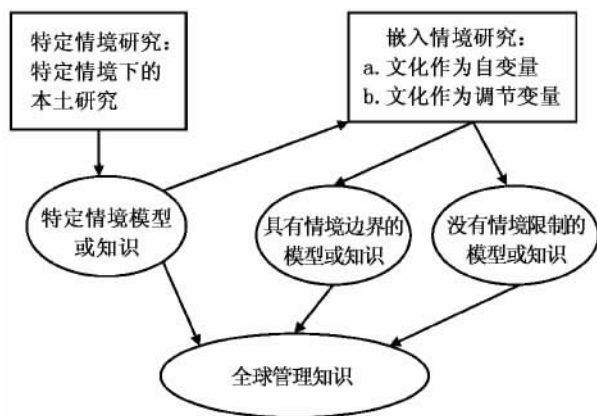 特定情境研究：
特定情境下的
本土研究
嵌入情境研究：
a. 文化作为自变量
b. 文化作为调节变量
特定情境模型
或知识
具有情境边界的
模型或知识
没有情境限制的
模型或知识
全球管理知识